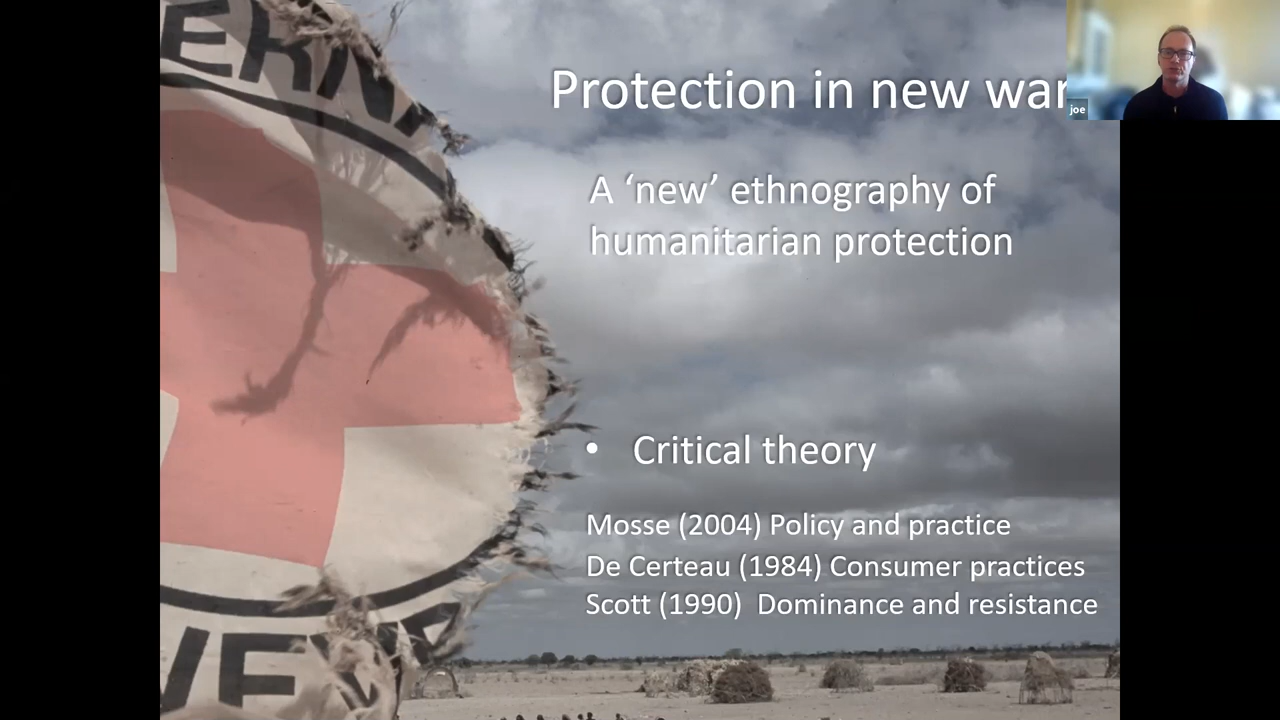 ERN
Protection in new war
joe
A ‘new’ ethnography of
humanitarian protection
• Critical theory
Mosse (2004) Policy and practice
De Certeau (1984) Consumer practices
Scott (1990)  Dominance and resistance